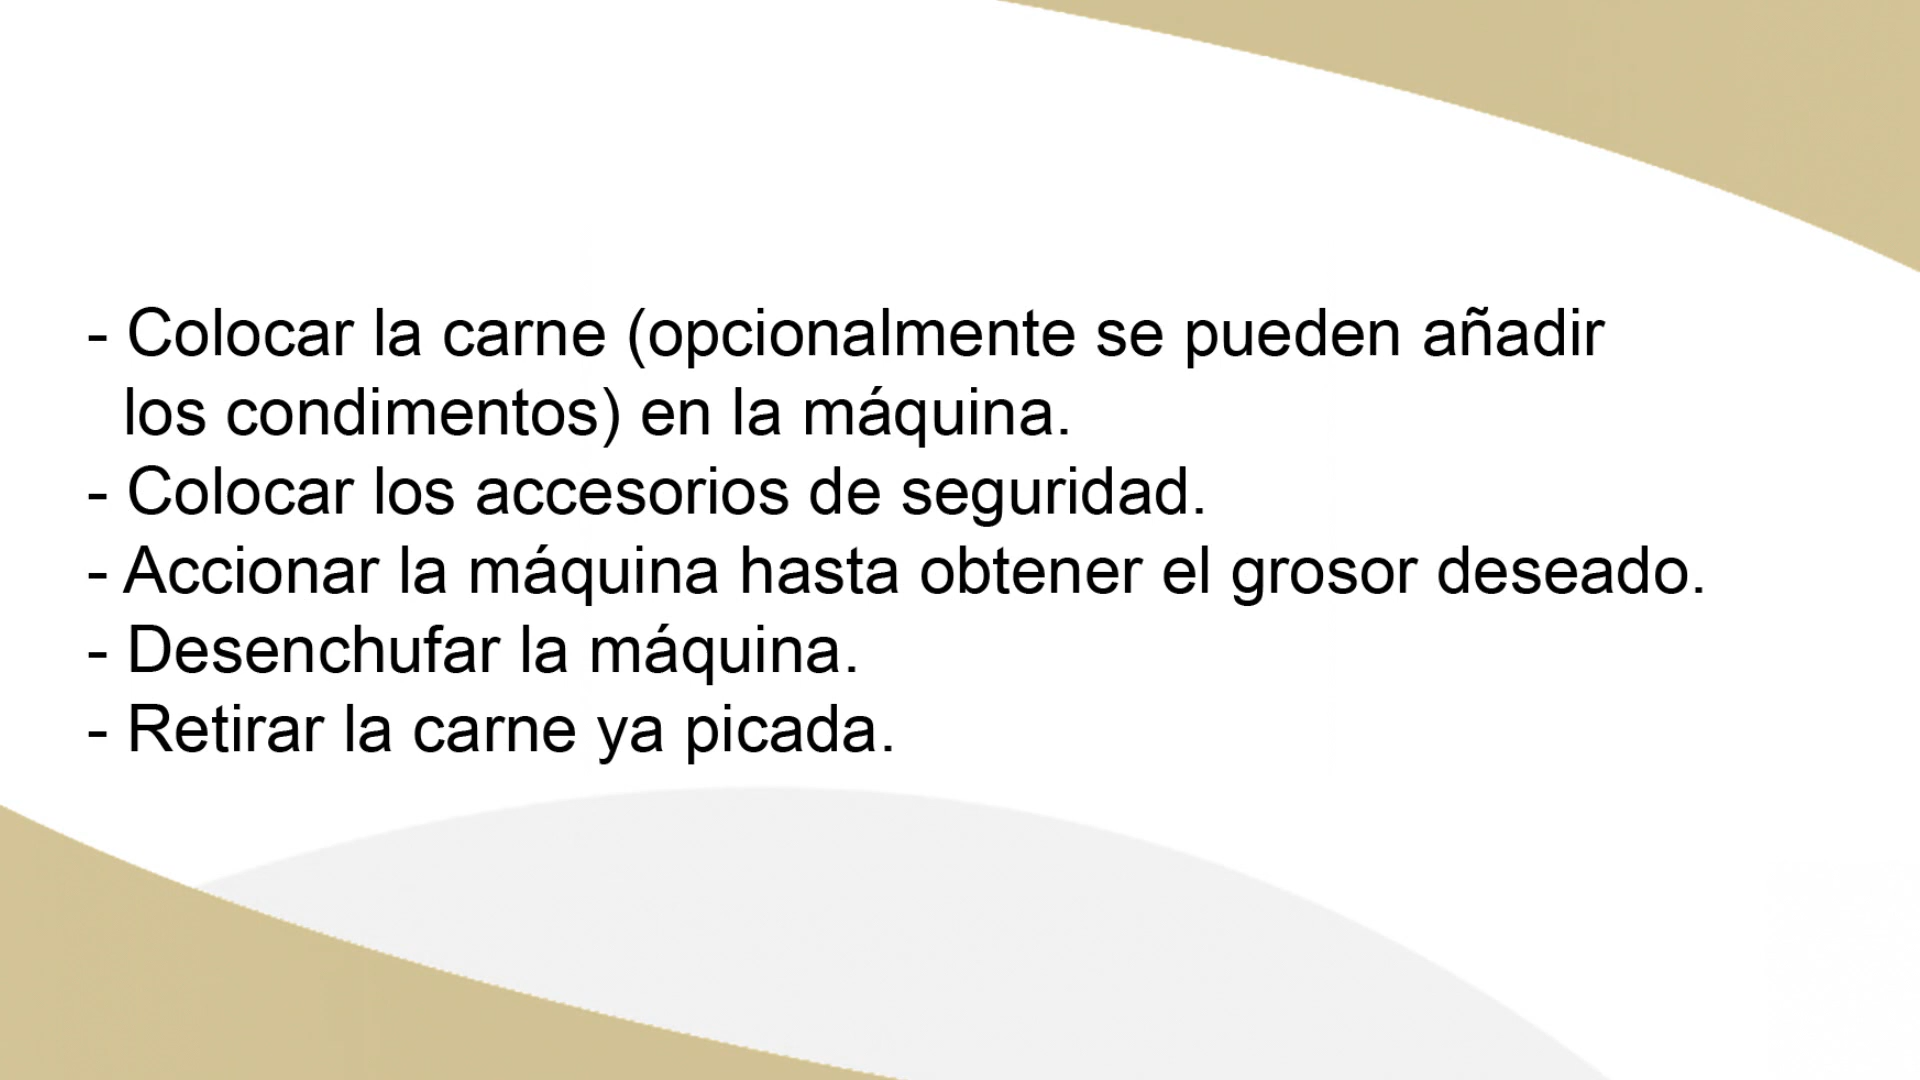 - Colocar la carne (opcionalmente se pueden añadir
los condimentos) en la máquina.
- Colocar los accesorios de seguridad.
- Accionar la máquina hasta obtener el grosor deseado.
- Desenchufar la máquina.
- Retirar la carne ya picada.